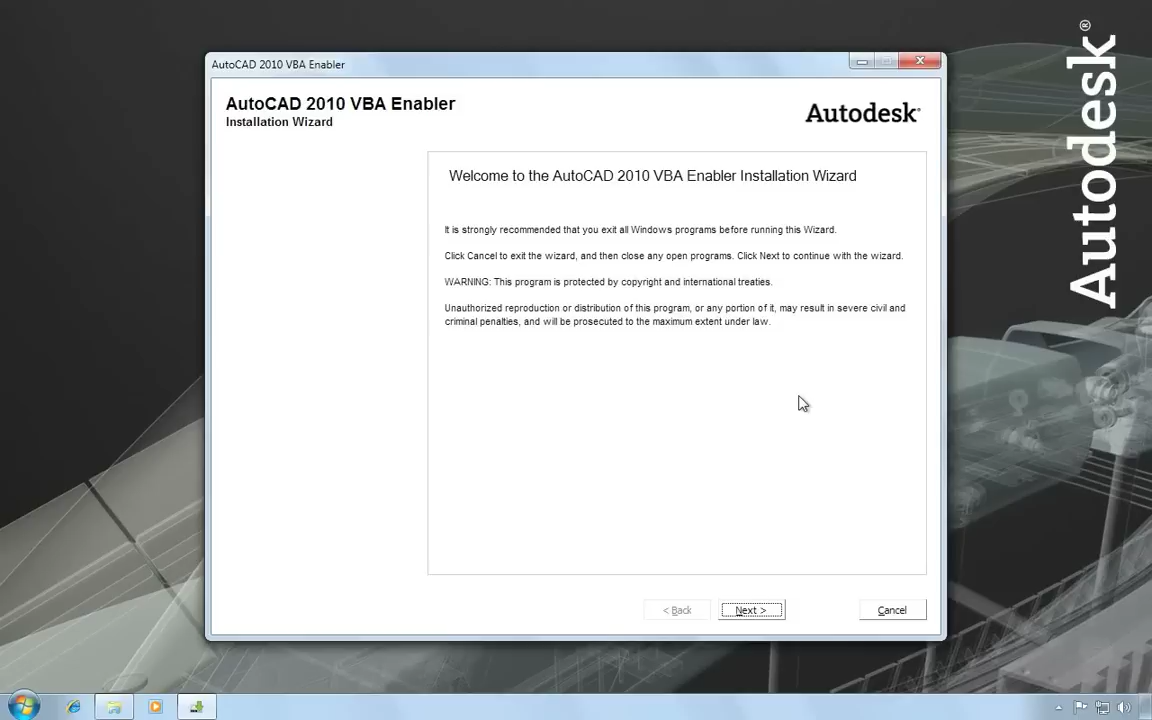 AutoCAD 2010 VBA Enabler
AutoCAD 2010 VBA Enabler
Installation Wizard
Autodesk®
Welcome to the AutoCAD 2010 VBA Enabler Installation Wizard
It is strongly recommended that you exit all Windows programs before running this Wizard.
Click Cancel to exit the wizard, and then close any open programs. Click Next to continue with the wizard.
WARNING: This program is protected by copyright and international treaties.
Unauthorized reproduction or distribution of this program, or any portion of it, may result in severe civil and
criminal penalties, and will be prosecuted to the maximum extent under law.
< Back
Next >
Cancel
Autodesk®